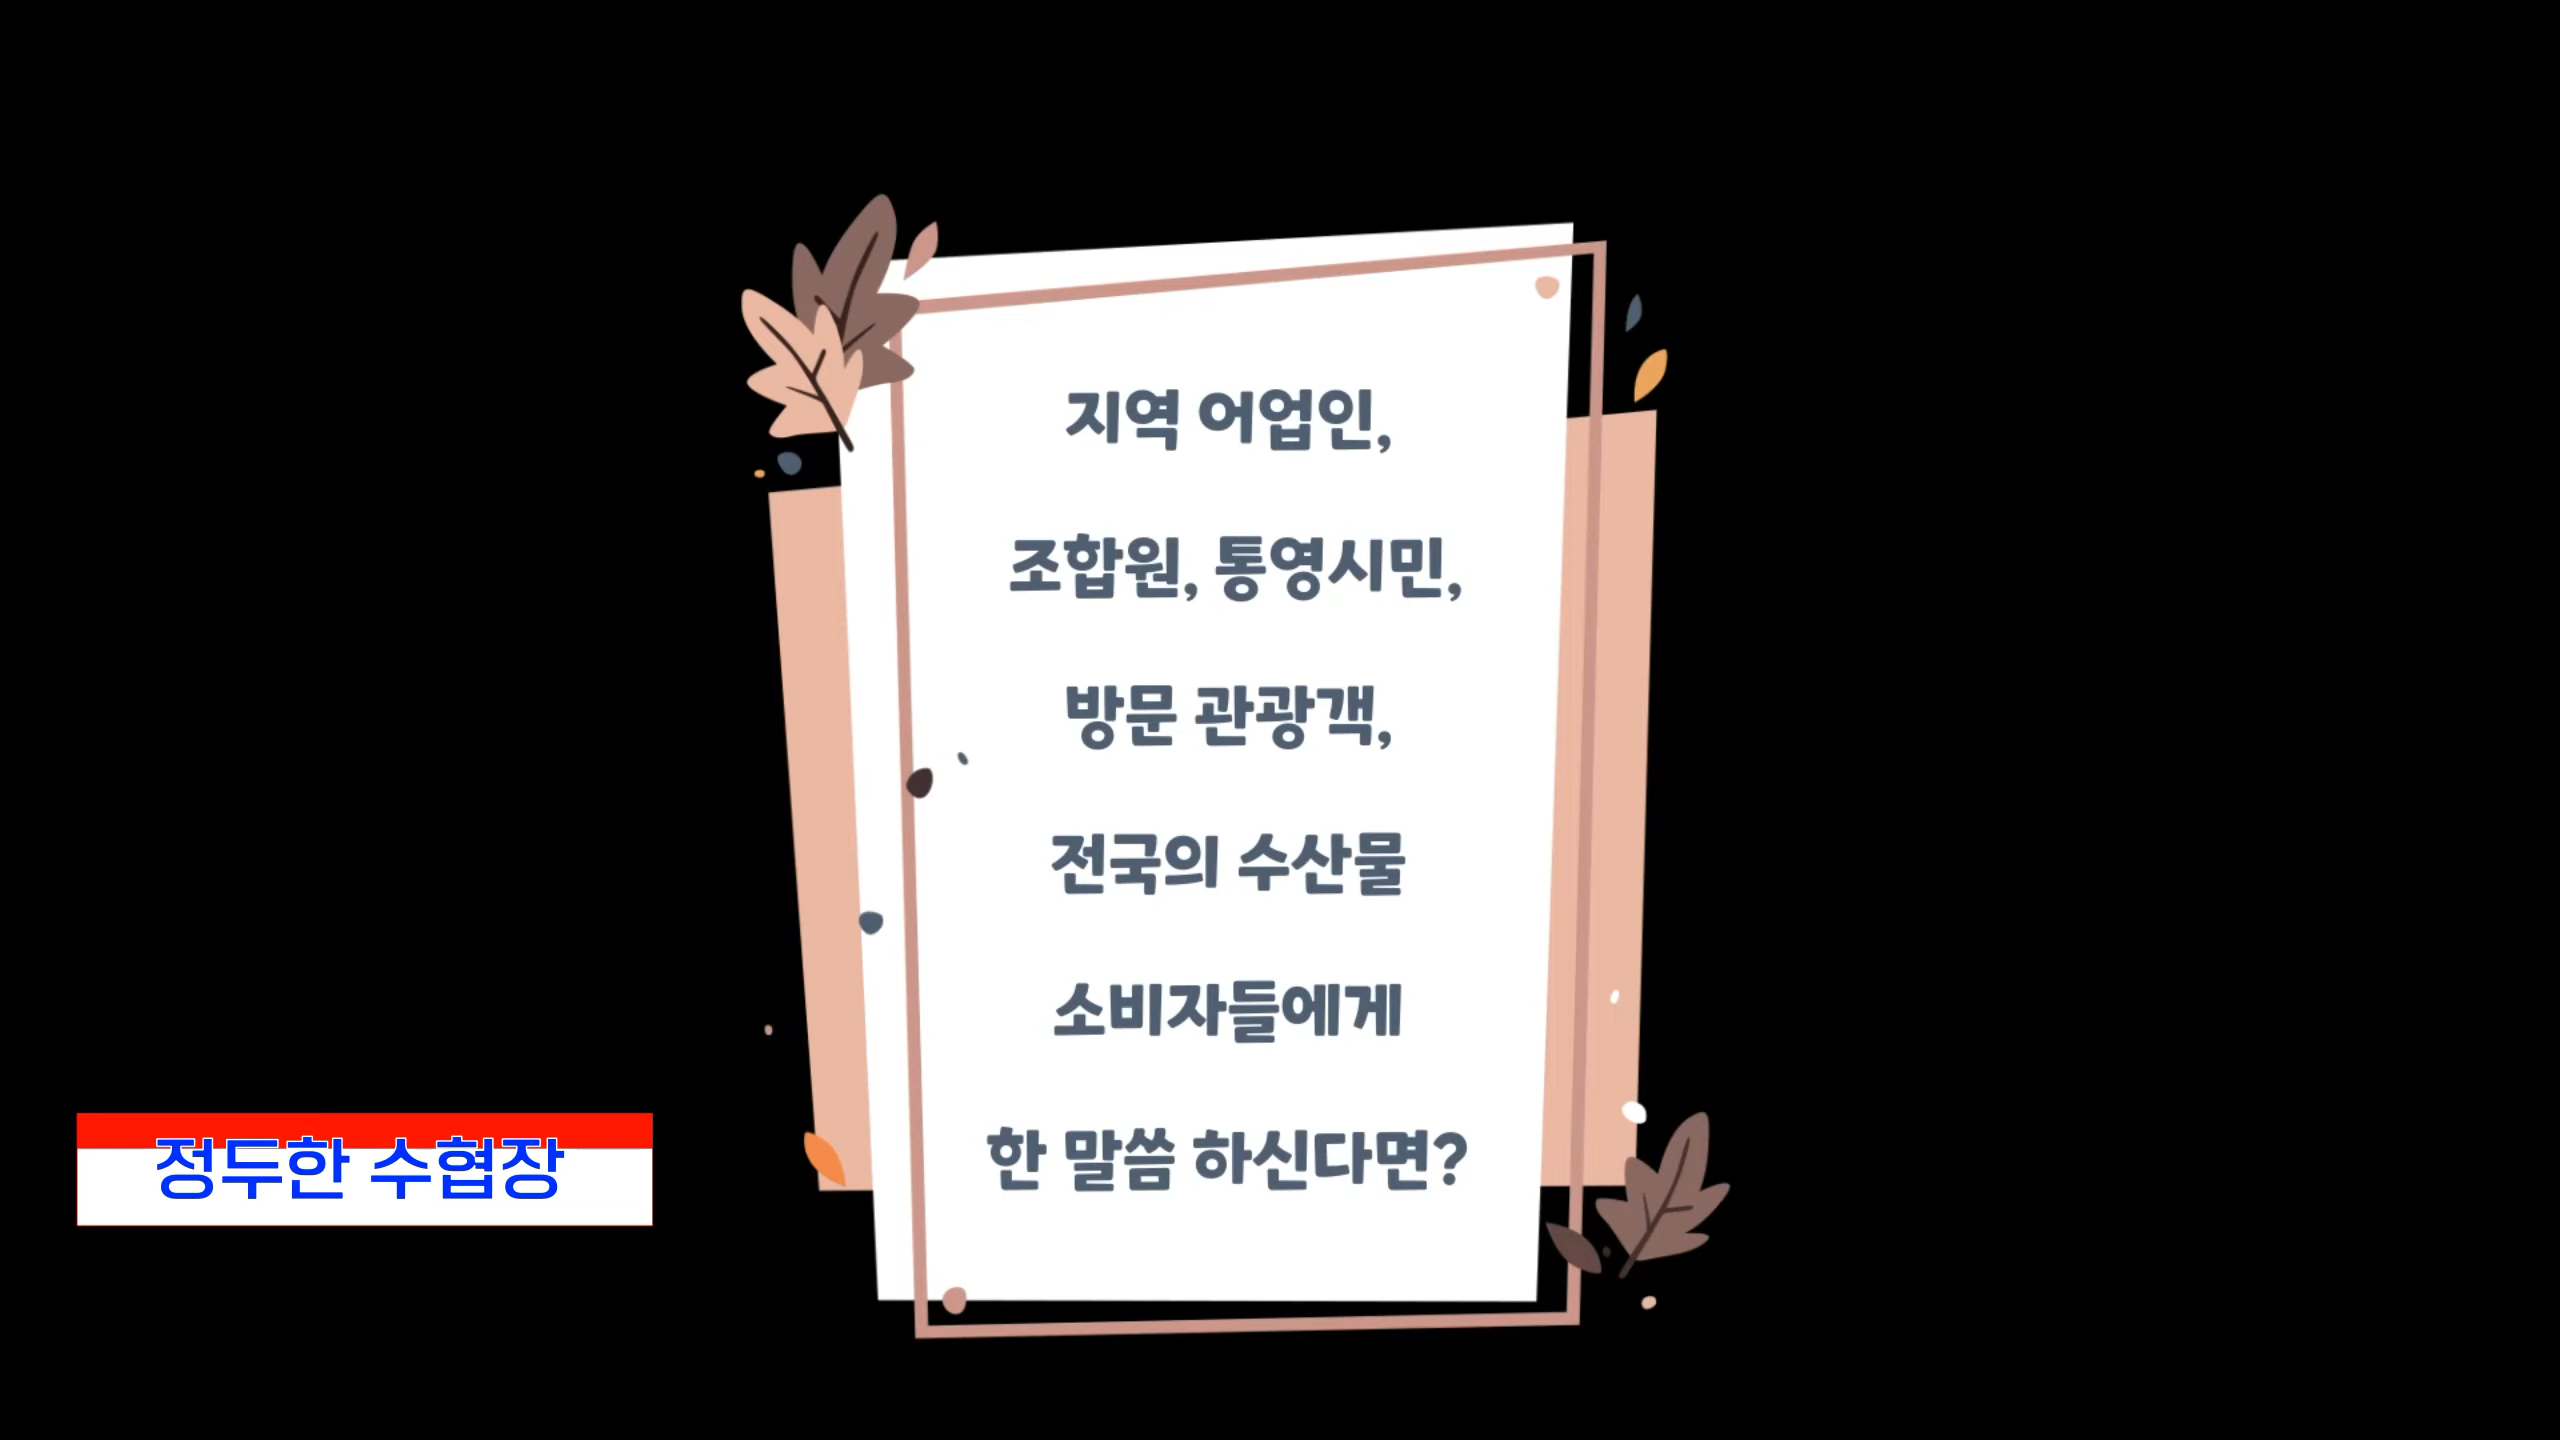 지역 어업인,
조합원, 통영시민,
방문 관광객,
전국의 수산물
소비자들에게
한 말씀 하신다면?
정두한 수협장